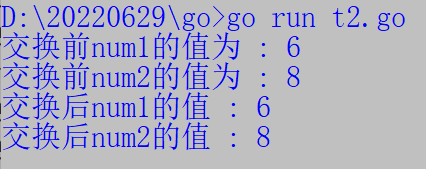 D:\20220629\go>go run t2.go
交换前num1的值为 : 6
交换前num2的值为 : 8
交换后num1的值 : 6
交换后num2的值 : 8